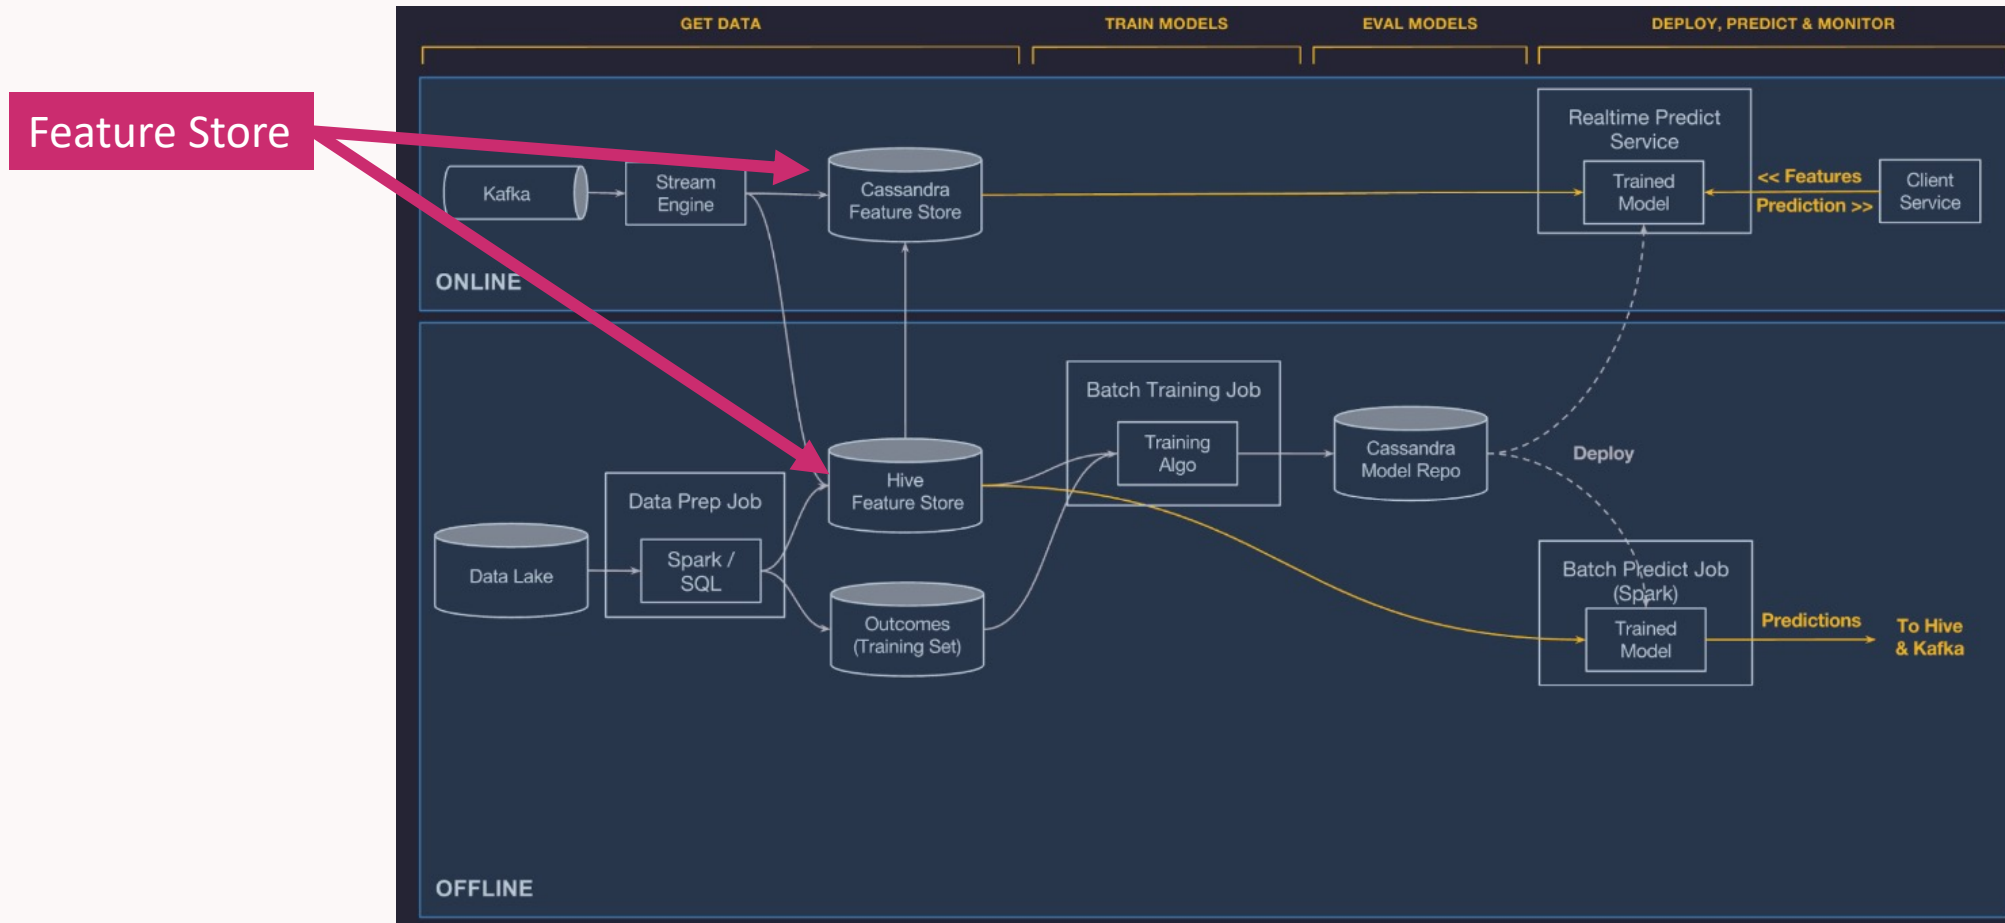 GET DATA
TRAIN MODELS
EVAL MODELS
DEPLOY, PREDICT & MONITOR
Feature Store
Kafka
Stream
Engine
Cassandra
Feature Store
Realtime Predict
Service
Trained
Model
<< Features
Prediction >>
Client
Service
ONLINE
Data Lake
Data Prep Job
Spark /
SQL
Hive
Feature Store
Outcomes
(Training Set)
Batch Training Job
Training
Algo
Cassandra
Model Repo
Deploy
Batch Predict Job
(Spark)
Trained
Model
Predictions
To Hive
& Kafka
OFFLINE